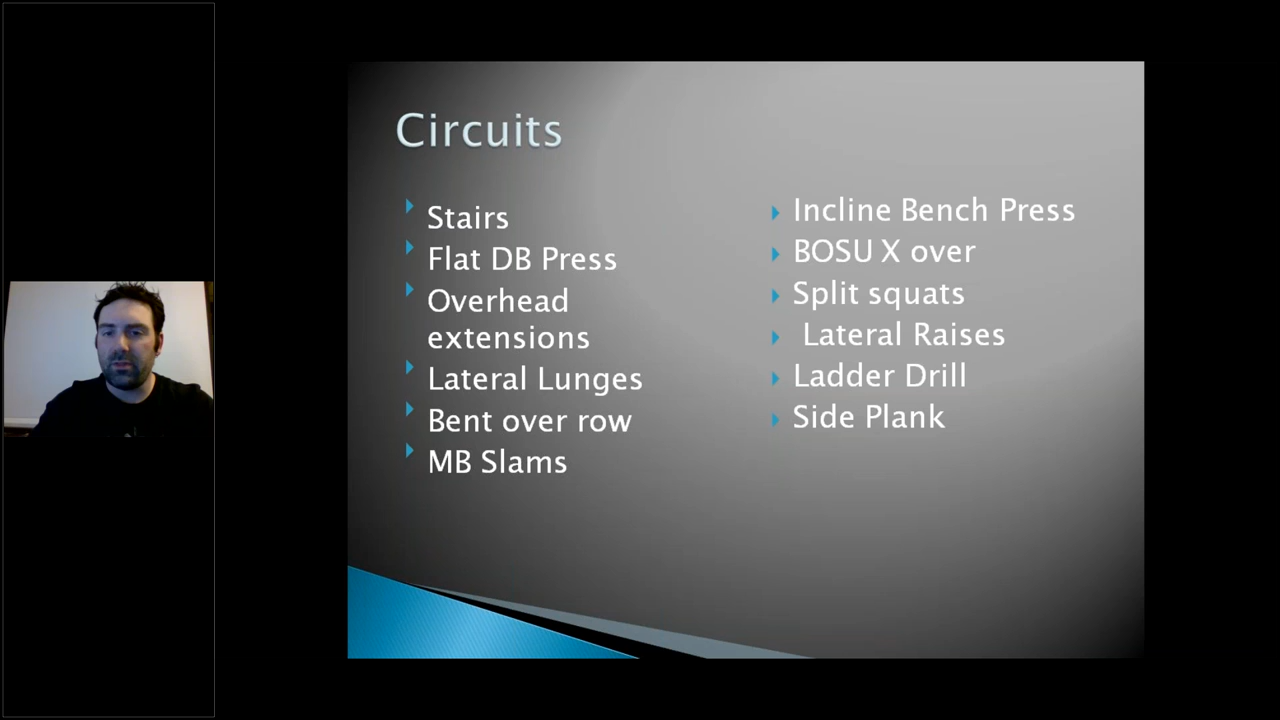 Circuits
Stairs
Flat DB Press
Overhead
extensions
Lateral Lunges
Bent over row
MB Slams
Incline Bench Press
BOSU X over
Split squats
Lateral Raises
Ladder Drill
Side Plank